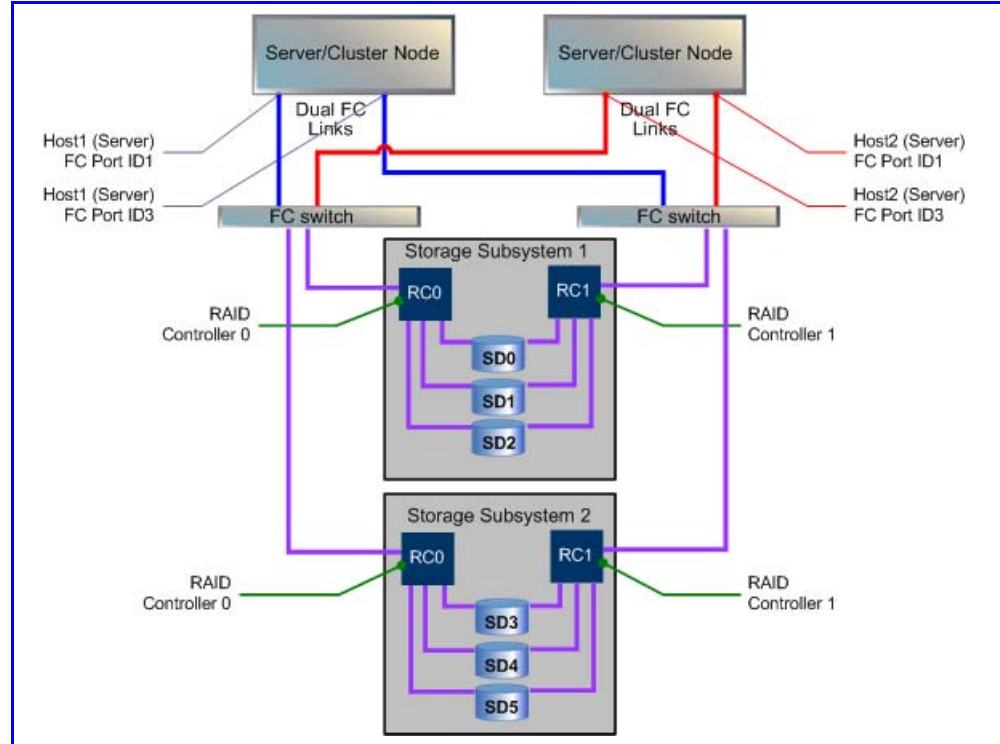 Server/Cluster Node
Server/Cluster Node
Dual FC
Links
Dual FC
Links
Host1 (Server)
FC Port ID1
Host2 (Server)
FC Port ID1
Host1 (Server)
FC Port ID3
Host2 (Server)
FC Port ID3
FC switch
FC switch
Storage Subsystem 1
RC0
RC1
RAID
Controller 0
RAID
Controller 1
SD0
SD1
SD2
Storage Subsystem 2
RC0
RC1
RAID
Controller 0
RAID
Controller 1
SD3
SD4
SD5